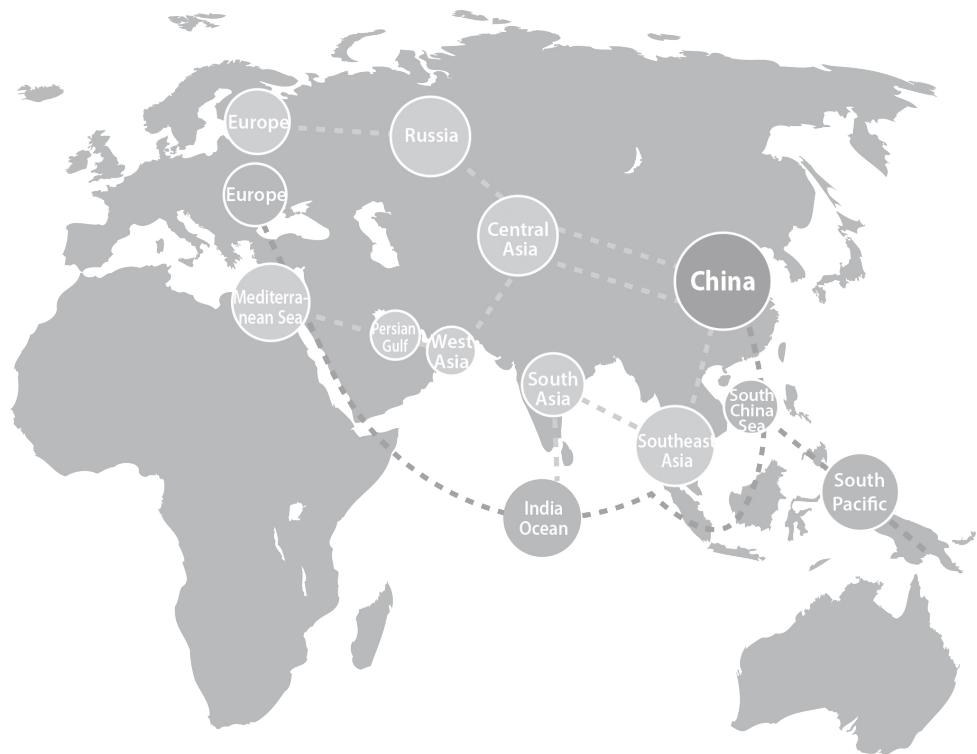 Europe
Russia
Europe
Central
Asia
China
Mediterra-
nean Sea
Persian
Gulf
West
Asia
South
Asia
South
China
Sea
Southeast
Asia
South
Pacific
India
Ocean